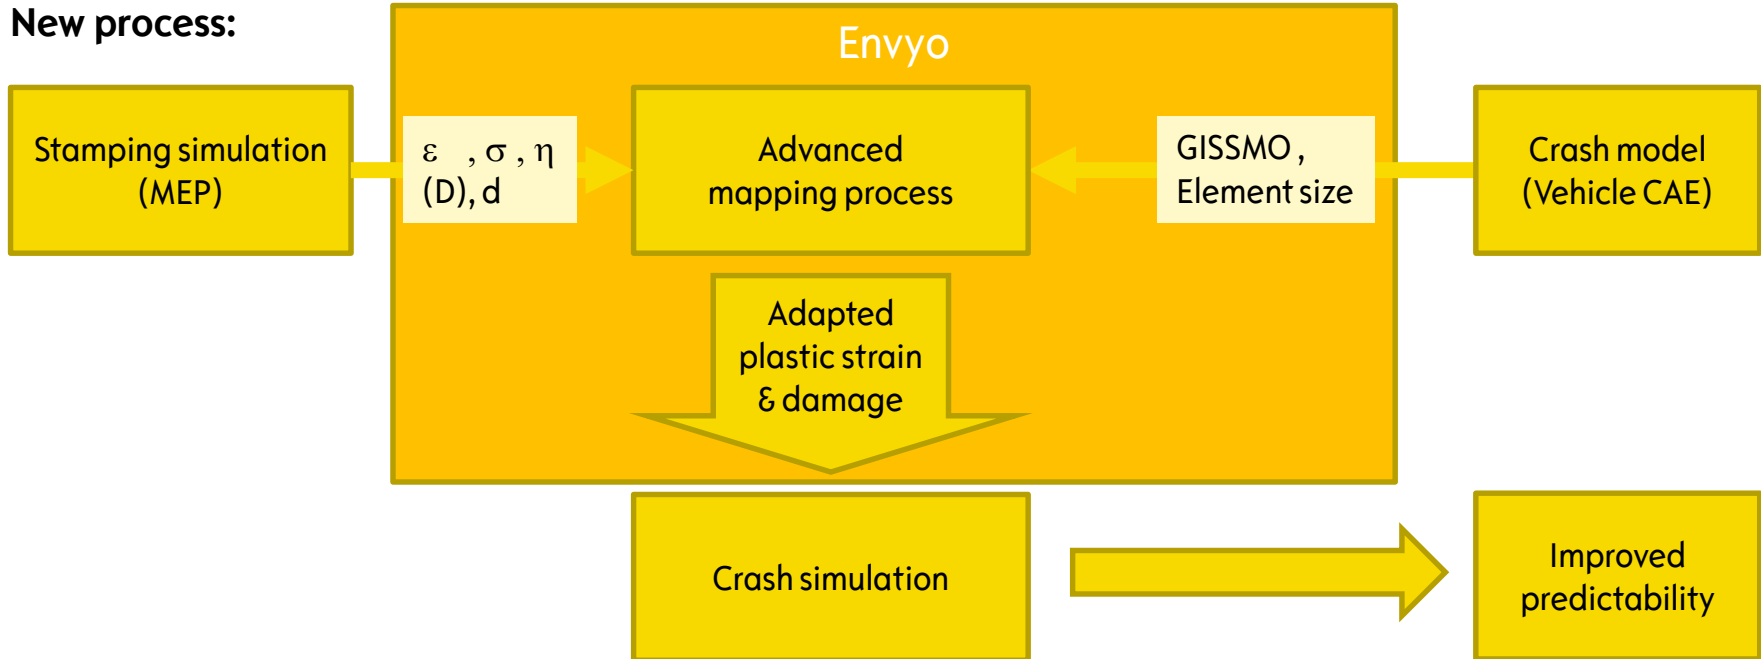 New process:
Envyo
Stamping simulation
(MEP)
ε , σ , η
(D), d
Advanced
mapping process
GISSMO ,
Element size
Crash model
(Vehicle CAE)
Adapted
plastic strain
& damage
Crash simulation
Improved
predictability